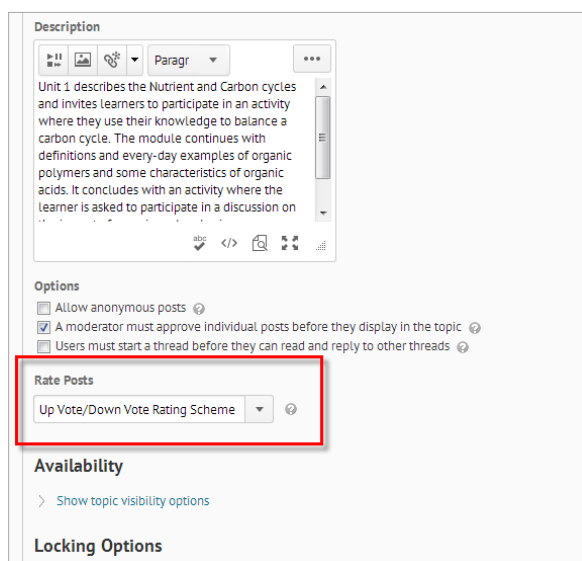 Description
Paragr
Unit 1 describes the Nutrient and Carbon cycles
and invites learners to participate in an activity
where they use their knowledge to balance a
carbon cycle. The module continues with
definitions and every-day examples of organic
polymers and some characteristics of organic
acids. It concludes with an activity where the
learner is asked to participate in a discussion on
abc
Options
Allow anonymous posts
A moderator must approve individual posts before they display in the topic
Users must start a thread before they can read and reply to other threads
Rate Posts
Up Vote/Down Vote Rating Scheme
Availability
Show topic visibility options
Locking Options